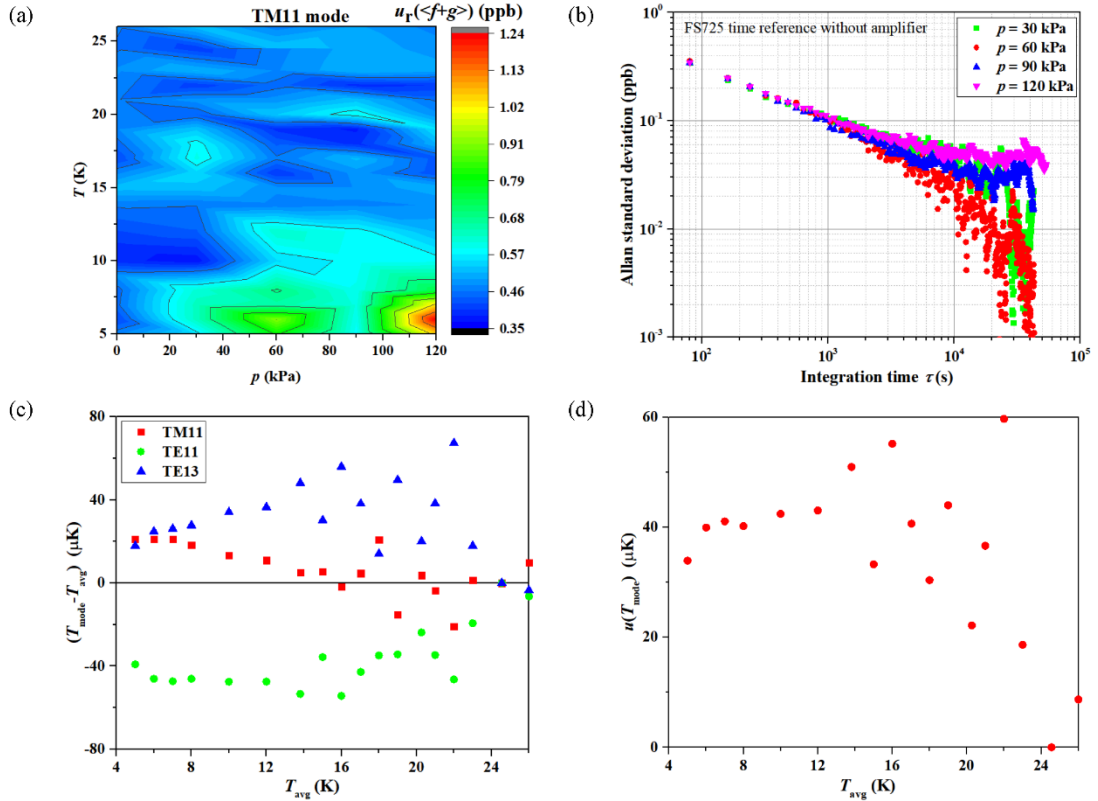 (a)
TM11 mode
u_r(<f+g>) (ppb)
T (K)
25
20
15
10
5
0
20
40
60
80
100
120
p (kPa)
1.24
1.13
1.02
0.91
0.79
0.68
0.57
0.46
0.35
(b)
FS725 time reference without amplifier
p = 30 kPa
p = 60 kPa
p = 90 kPa
p = 120 kPa
Allan standard deviation (ppb)
10^0
10^-1
10^-2
10^-3
10^2
10^3
10^4
10^5
Integration time τ (s)
(c)
TM11
TE11
TE13
(T_mode-T_avg) (μK)
80
40
0
-40
-80
4
8
12
16
20
24
T_avg (K)
(d)
u(T_mode) (μK)
60
40
20
0
4
8
12
16
20
24
T_avg (K)